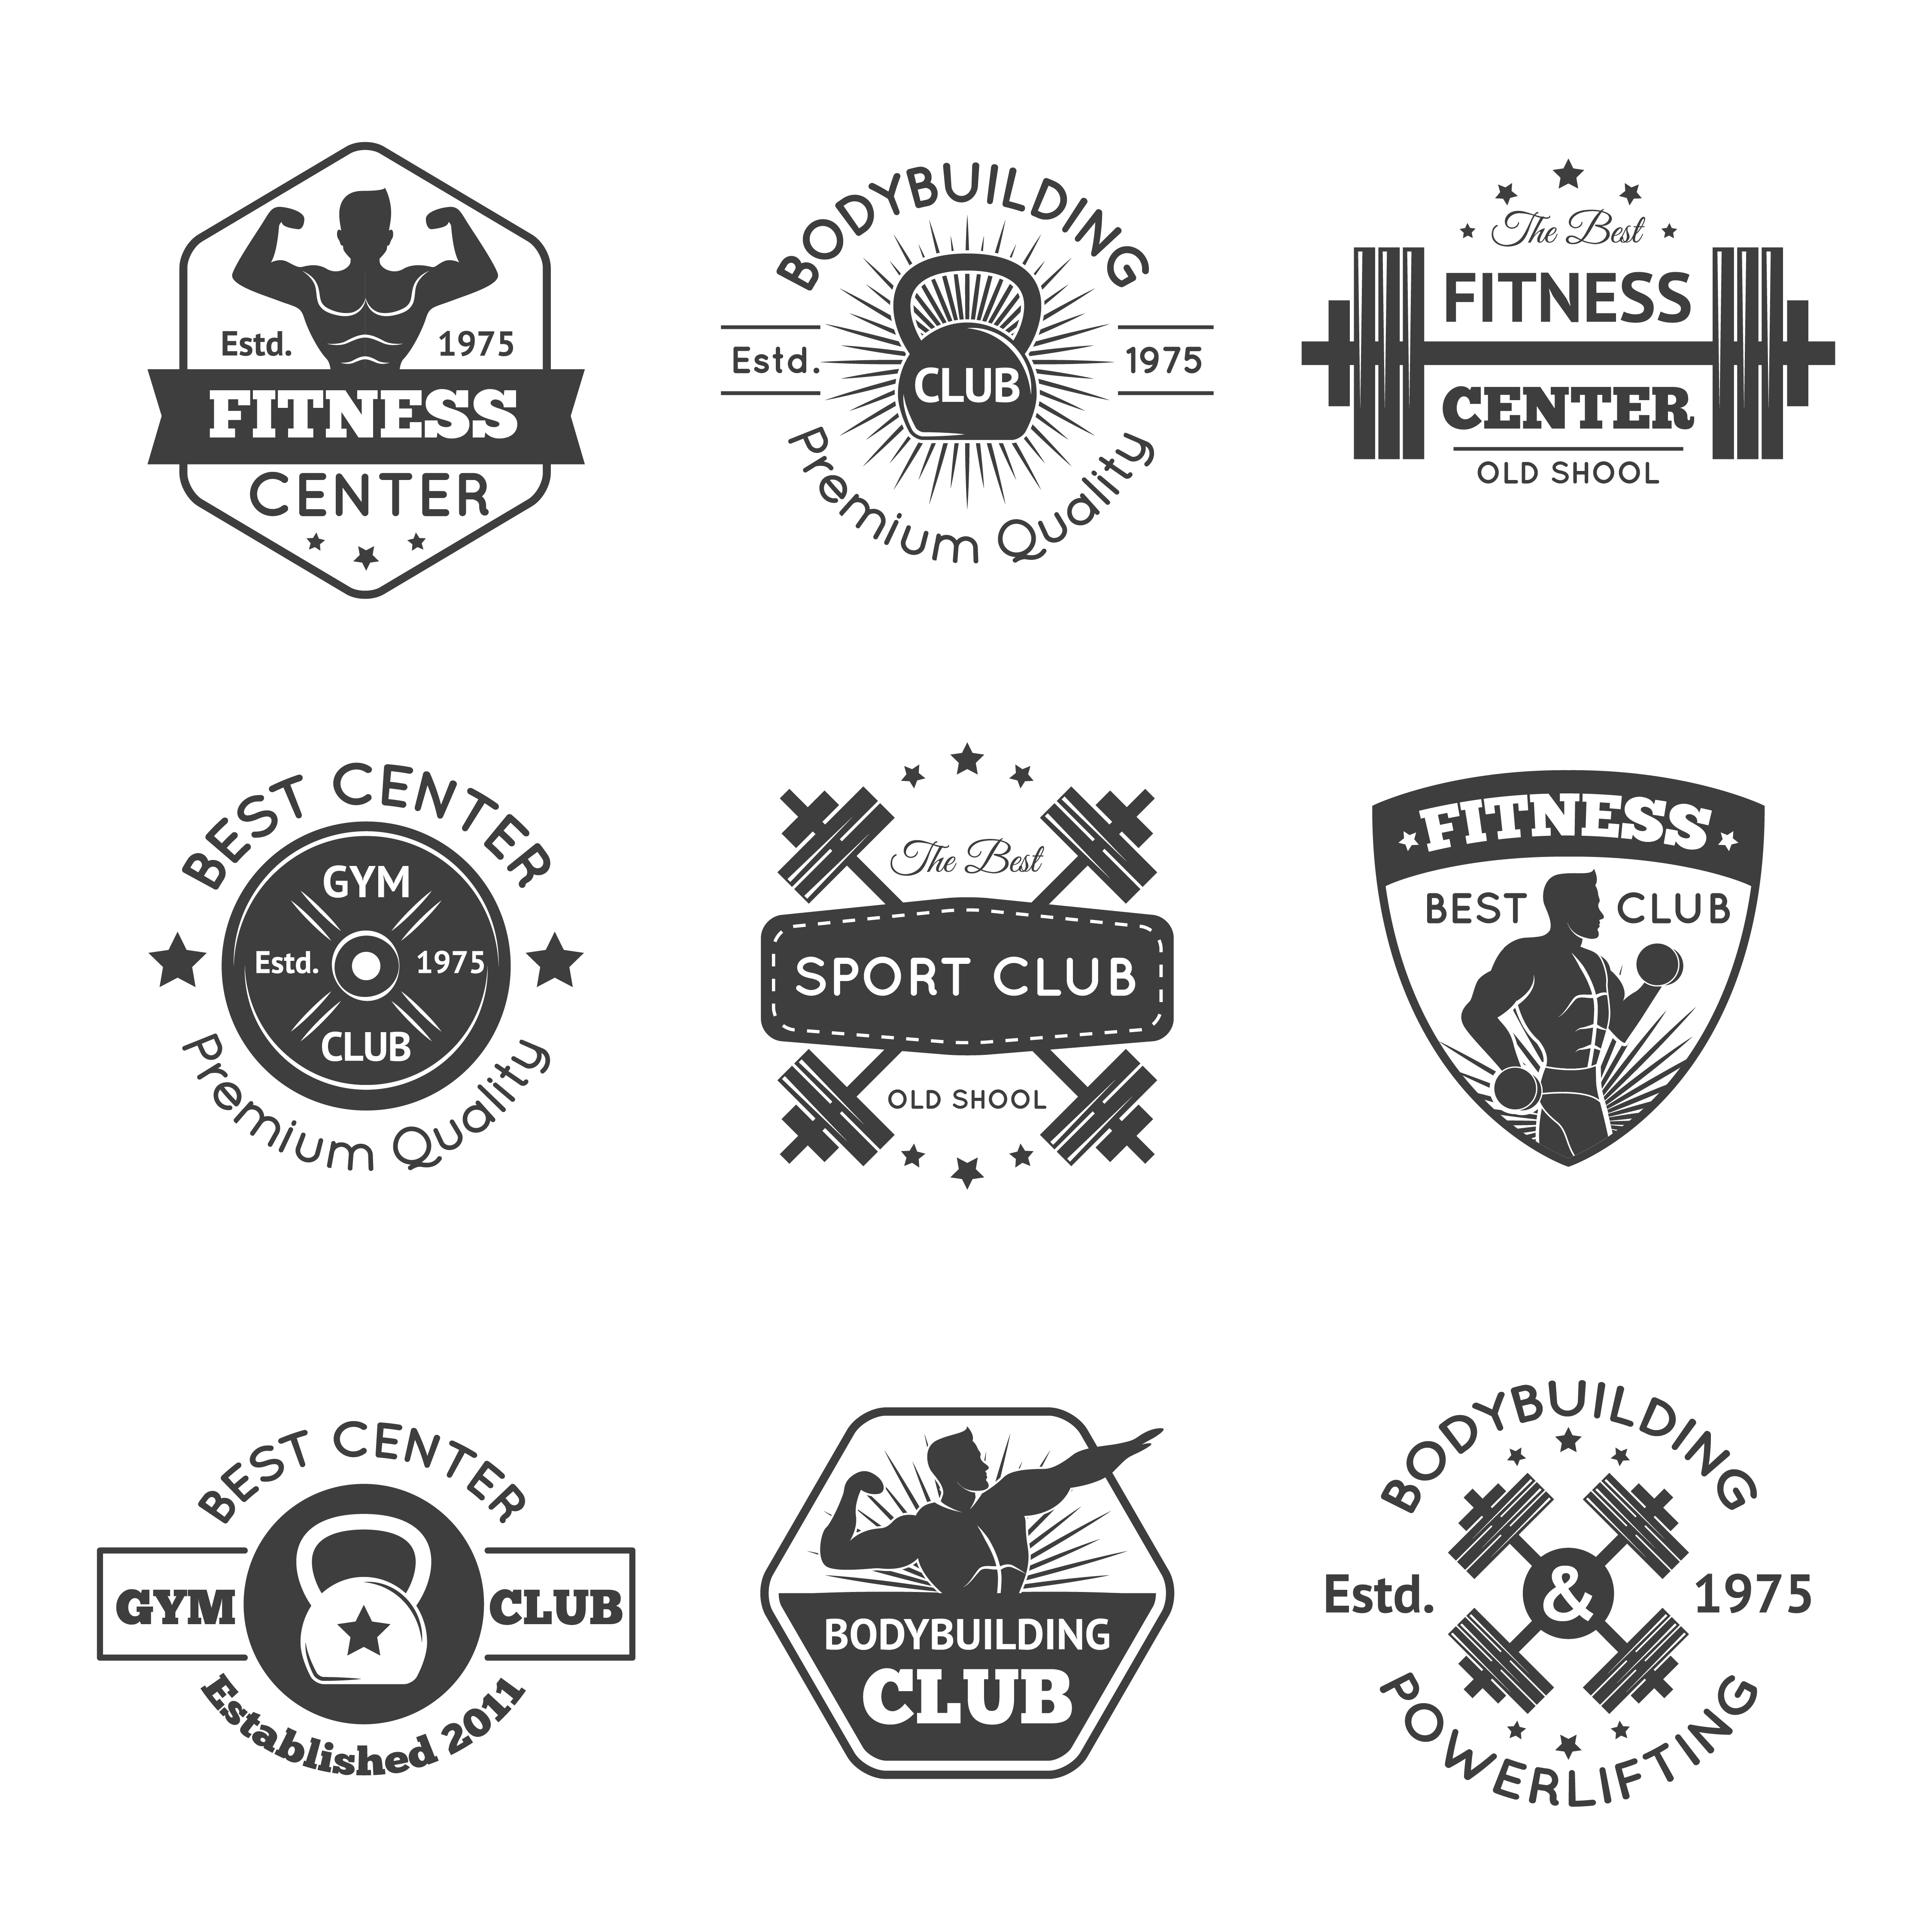 Estd. 1975
FITNESS
CENTER
BODYBUILDING
Estd. 1975
CLUB
Premium Quality
The Best
FITNESS
CENTER
OLD SHOOL
BEST CENTER
GYM
Estd. 1975
CLUB
Premium Quality
The Best
SPORT CLUB
OLD SHOOL
FITNESS
BEST CLUB
BEST CENTER
GYM CLUB
Established 2011
BODYBUILDING
CLUB
BODYBUILDING
Estd. & 1975
POWERLIFTING